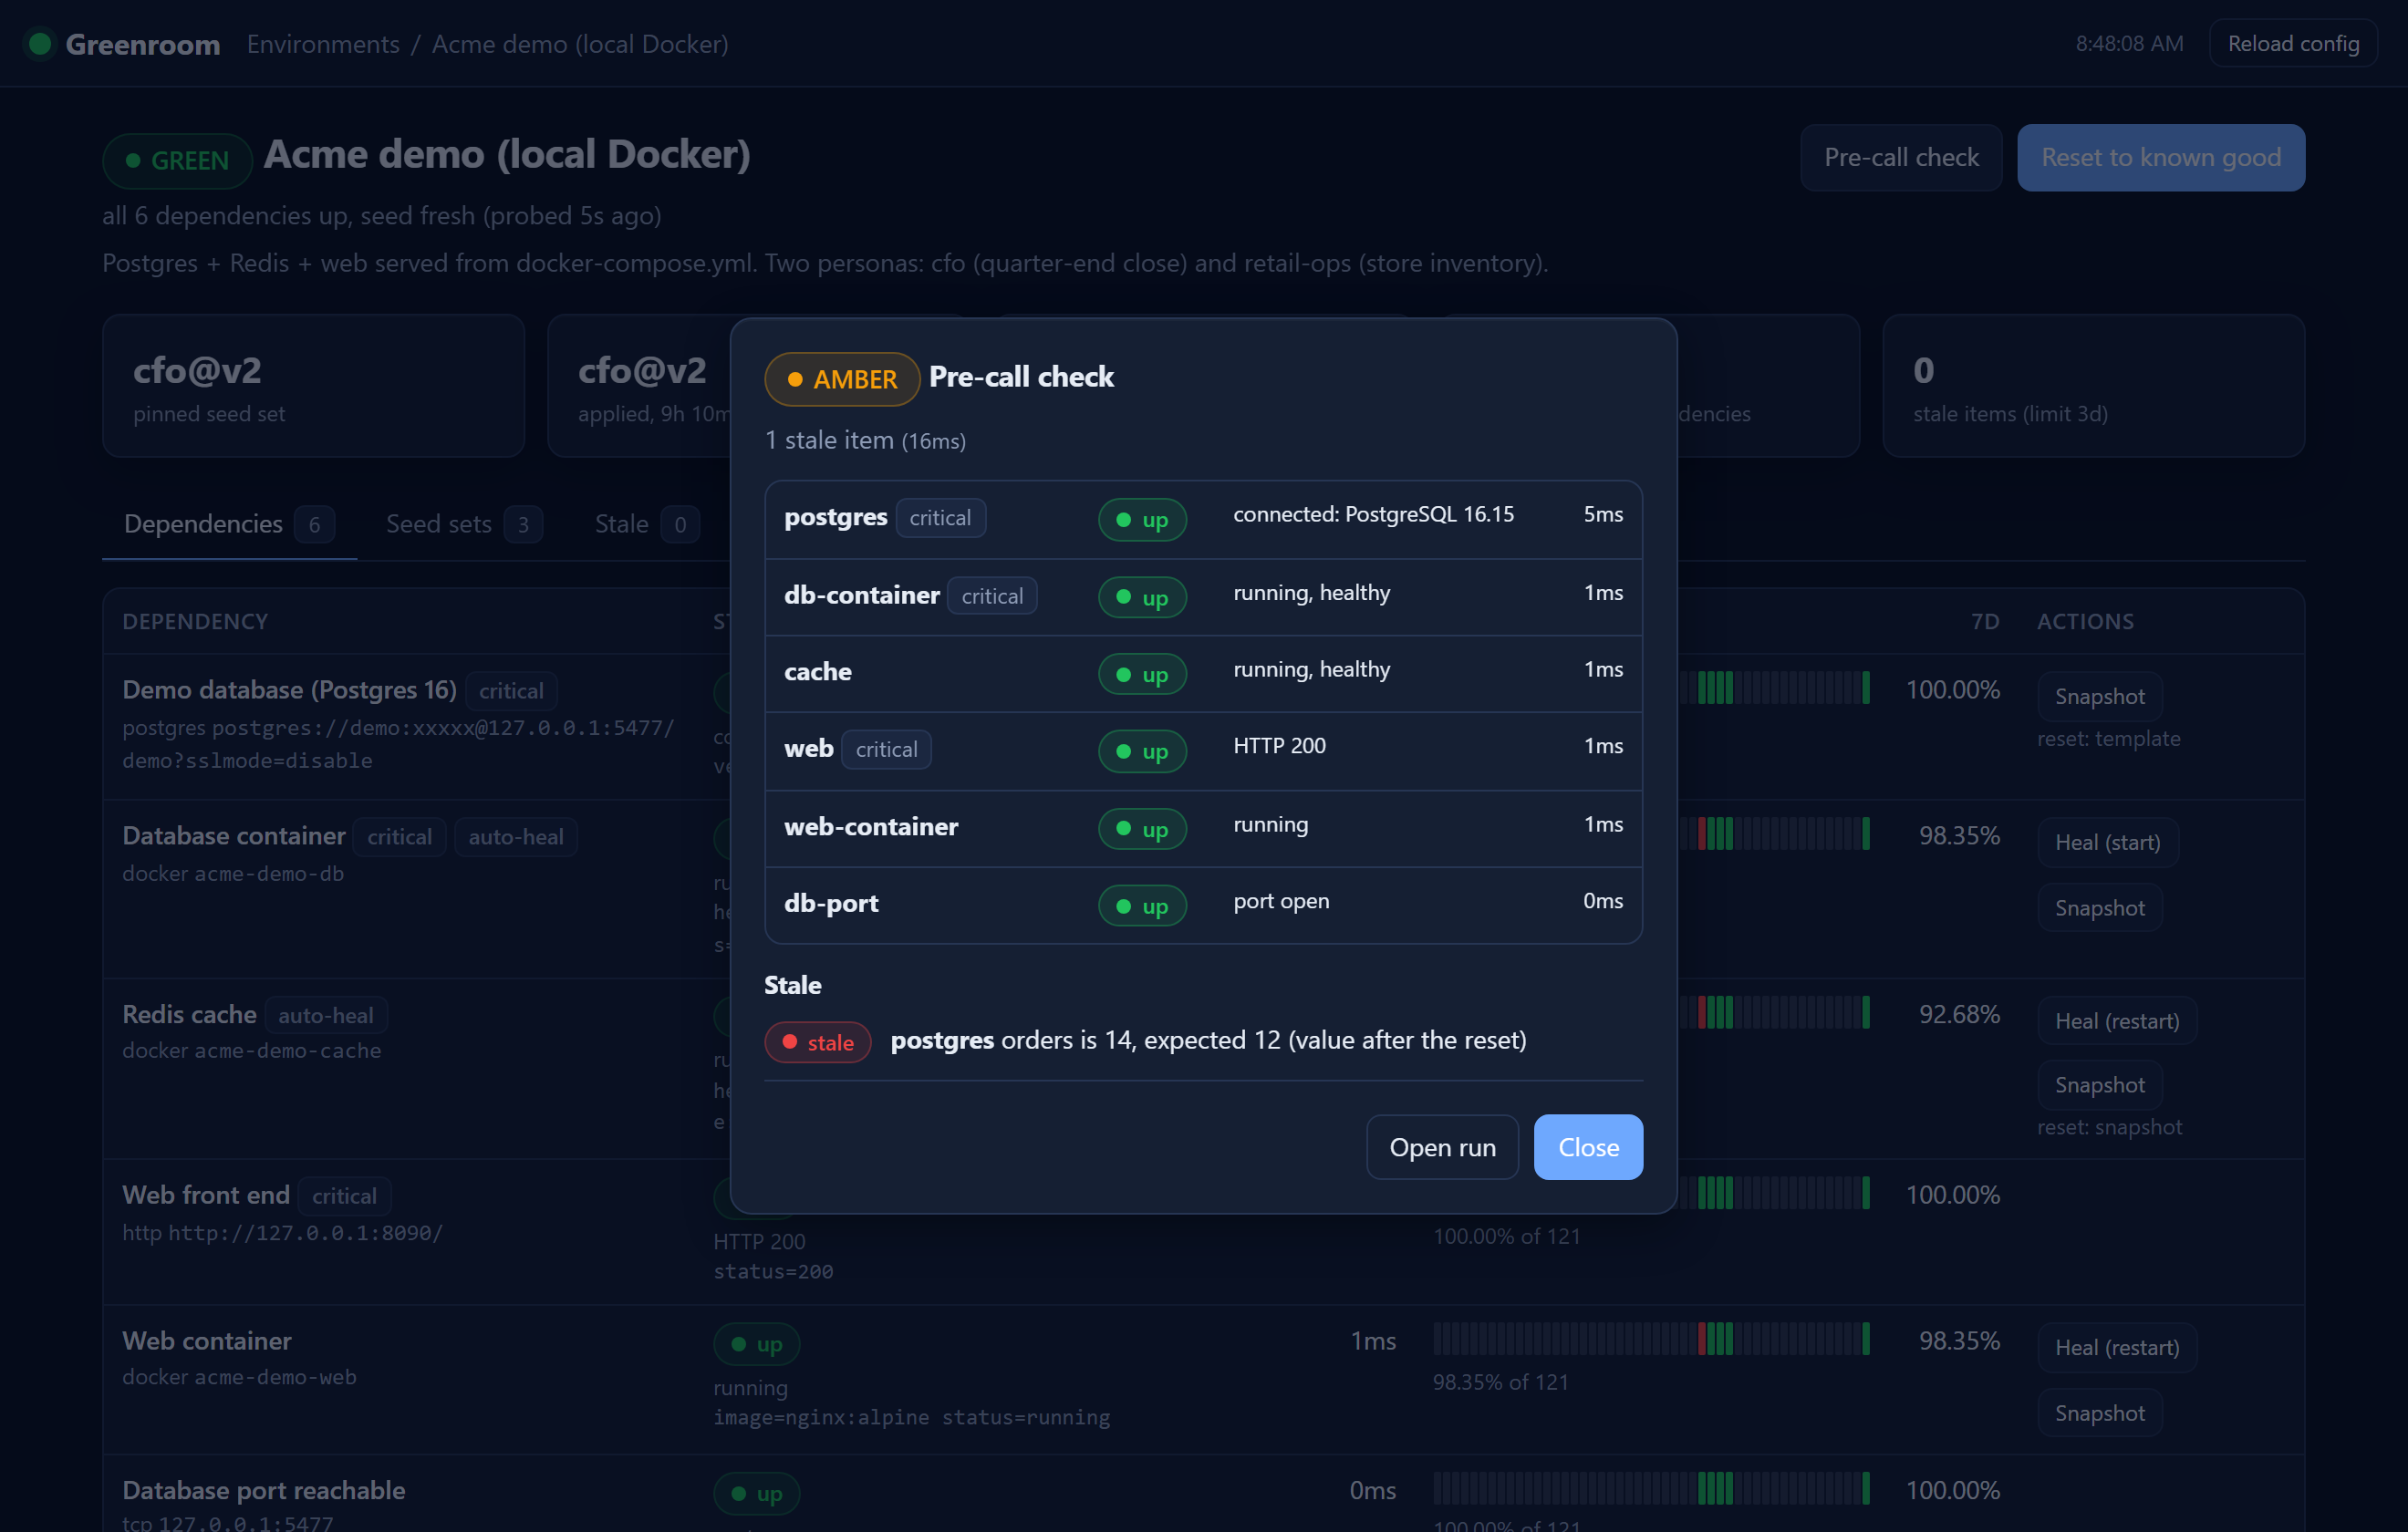 Greenroom Environments / Acme demo (local Docker) 8:48:08 AM Reload config
GREEN Acme demo (local Docker) Pre-call check Reset to known good
all 6 dependencies up, seed fresh (probed 5s ago)
Postgres + Redis + web served from docker-compose.yml. Two personas: cfo (quarter-end close) and retail-ops (store inventory).
cfo@v2
pinned seed set
cfo@v2
applied, 9h 10m
0
stale items (limit 3d)
Dependencies 6 Seed sets 3 Stale 0
AMBER Pre-call check
1 stale item (16ms)
postgres critical up connected: PostgreSQL 16.15 5ms
db-container critical up running, healthy 1ms
cache up running, healthy 1ms
web critical up HTTP 200 1ms
web-container up running 1ms
db-port up port open 0ms
Stale
stale postgres orders is 14, expected 12 (value after the reset)
Open run Close
DEPENDENCY 7D ACTIONS
Demo database (Postgres 16) critical 100.00% Snapshot
postgres postgres://demo:xxxxx@127.0.0.1:5477/
demo?sslmode=disable
reset: template
Database container critical auto-heal 98.35% Heal (start)
docker acme-demo-db
Snapshot
Redis cache auto-heal 92.68% Heal (restart)
docker acme-demo-cache
Snapshot
reset: snapshot
Web front end critical 100.00%
http http://127.0.0.1:8090/
HTTP 200
status=200
100.00% of 121
Web container up 1ms 98.35% Heal (restart)
docker acme-demo-web
running
image=nginx:alpine status=running
98.35% of 121
Snapshot
Database port reachable up 0ms 100.00%
tcp 127.0.0.1:5477
100.00% of 121